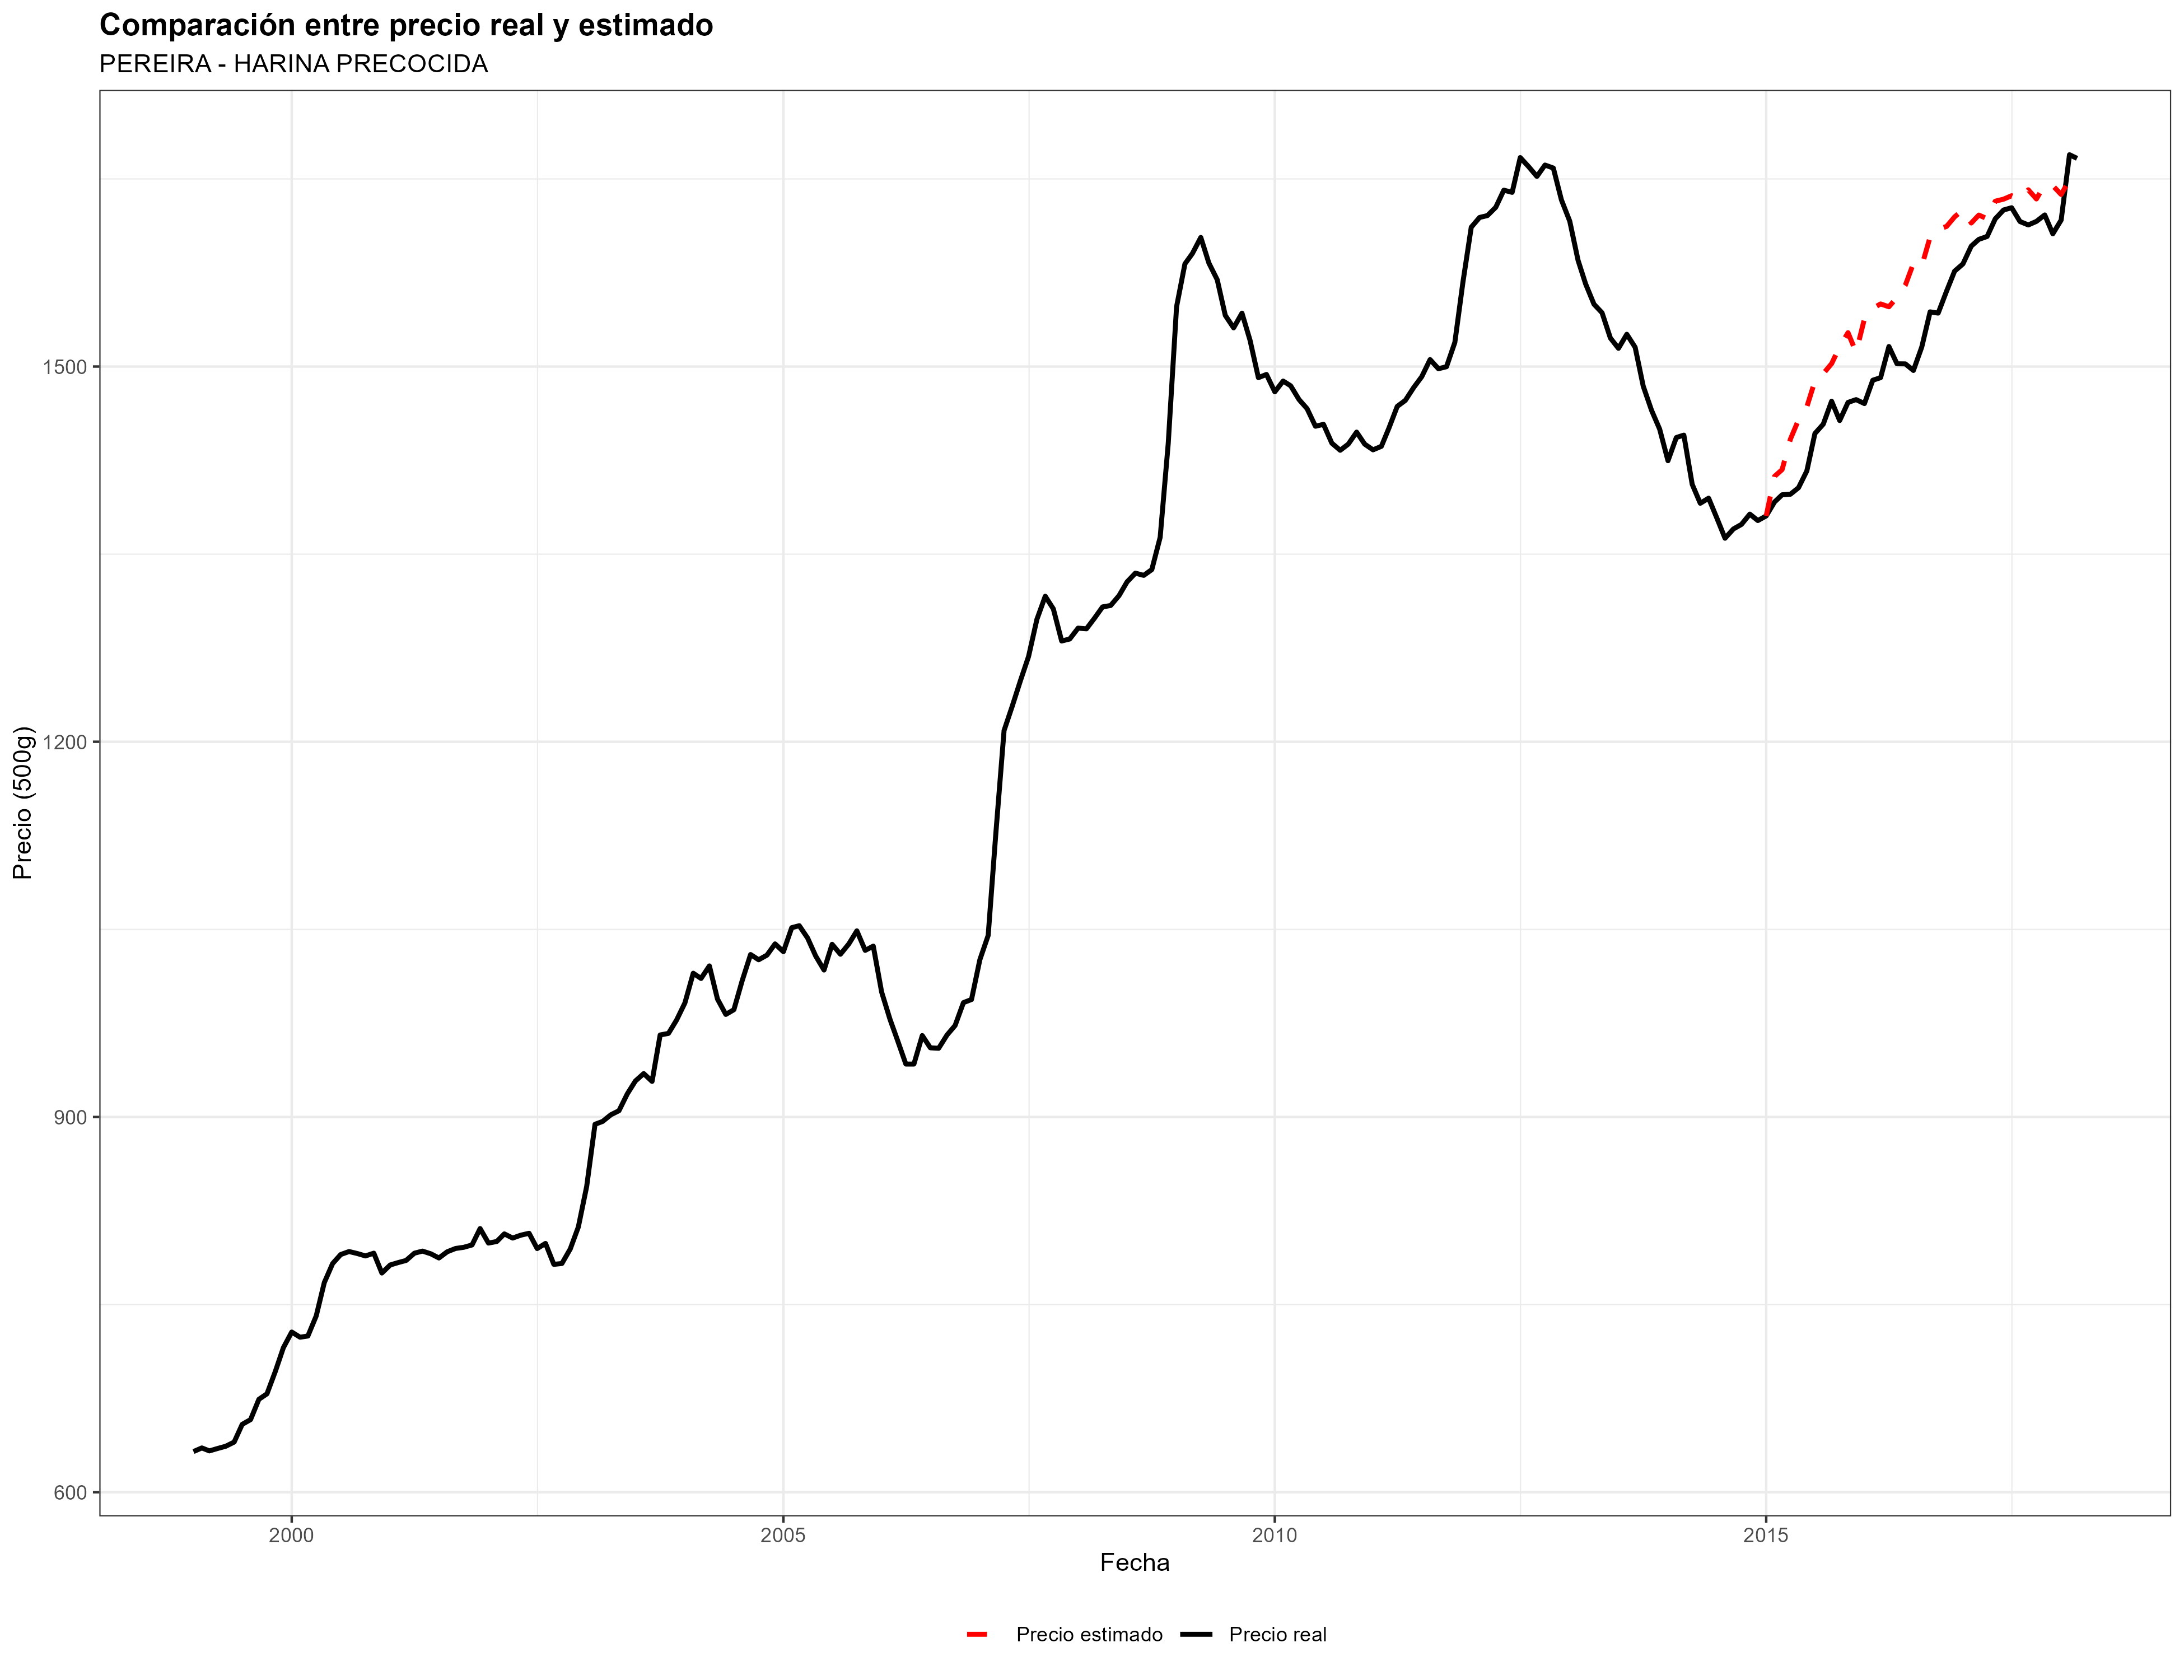 Comparación entre precio real y estimado
PEREIRA - HARINA PRECOCIDA
Precio (500g)
1500
1200
900
600
2000 2005 2010 2015
Fecha
Precio estimado Precio real